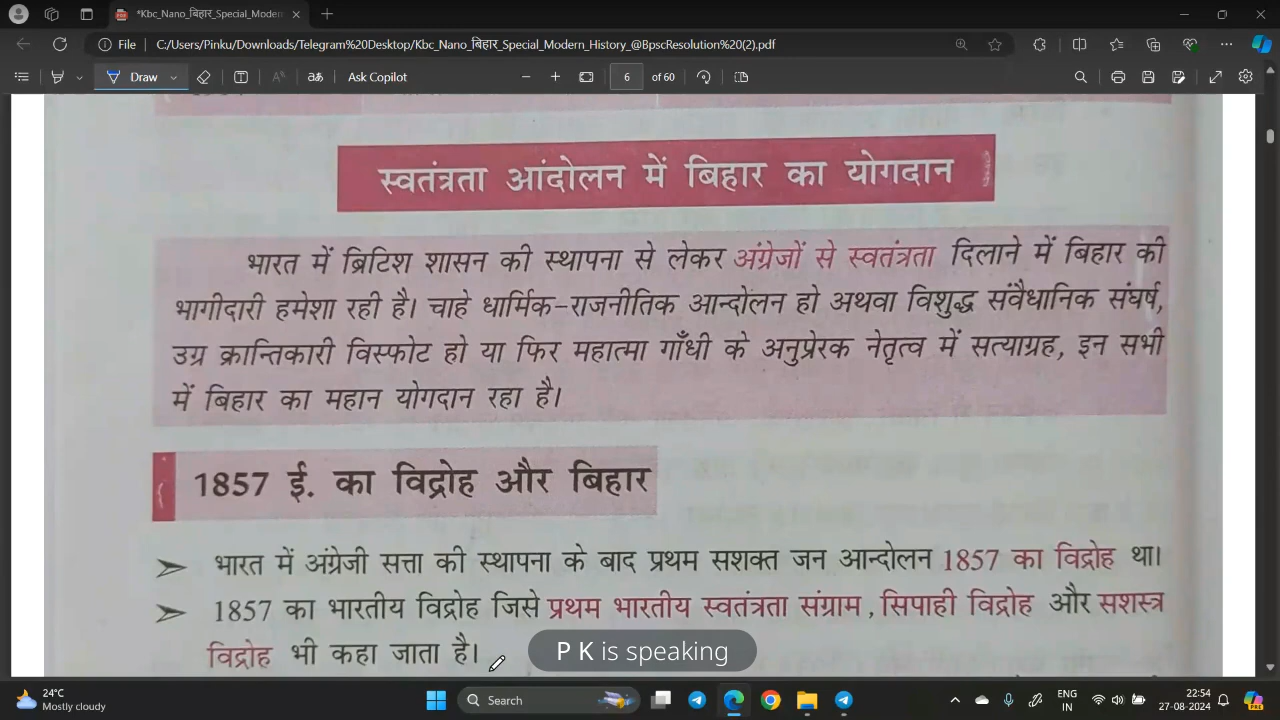 *Kbc_Nano_बिहार_Special_Modern
File C:/Users/Pinku/Downloads/Telegram%20Desktop/Kbc_Nano_बिहार_Special_Modern_History_@BpscResolution%20(2).pdf
Draw Ask Copilot 6 of 60
स्वतंत्रता आंदोलन में बिहार का योगदान
भारत में ब्रिटिश शासन की स्थापना से लेकर अंग्रेजों से स्वतंत्रता दिलाने में बिहार की
भागीदारी हमेशा रही है। चाहे धार्मिक-राजनीतिक आन्दोलन हो अथवा विशुद्ध संवैधानिक संघर्ष,
उग्र क्रान्तिकारी विस्फोट हो या फिर महात्मा गाँधी के अनुप्रेरक नेतृत्व में सत्याग्रह, इन सभी
में बिहार का महान योगदान रहा है।
1857 ई. का विद्रोह और बिहार
भारत में अंग्रेजी सत्ता की स्थापना के बाद प्रथम सशक्त जन आन्दोलन 1857 का विद्रोह था।
1857 का भारतीय विद्रोह जिसे प्रथम भारतीय स्वतंत्रता संग्राम, सिपाही विद्रोह और सशस्त्र
विद्रोह भी कहा जाता है।
P K is speaking
24°C
Mostly cloudy
Search
ENG
IN
22:54
27-08-2024